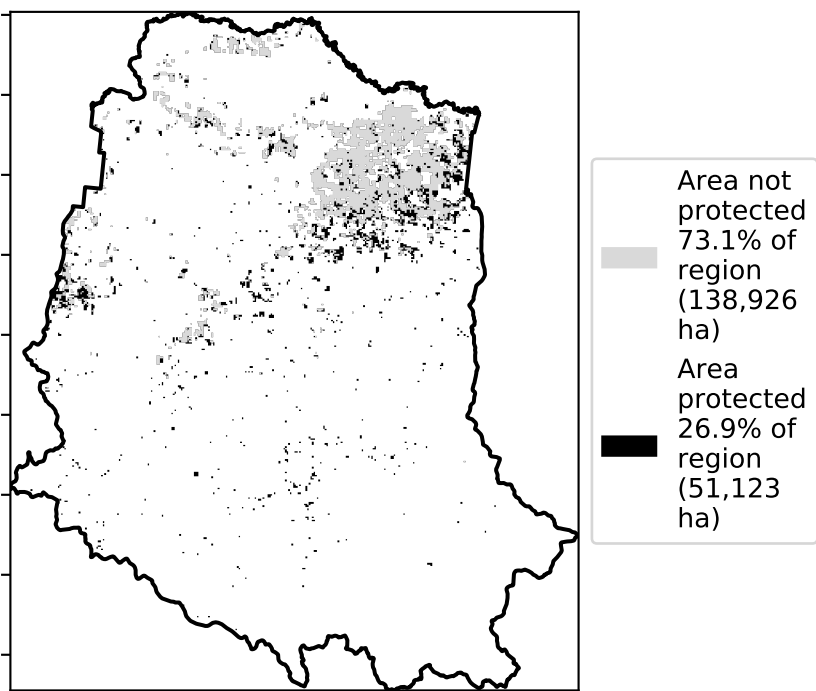 Area not
protected
73.1% of
region
(138,926
ha)
Area
protected
26.9% of
region
(51,123
ha)